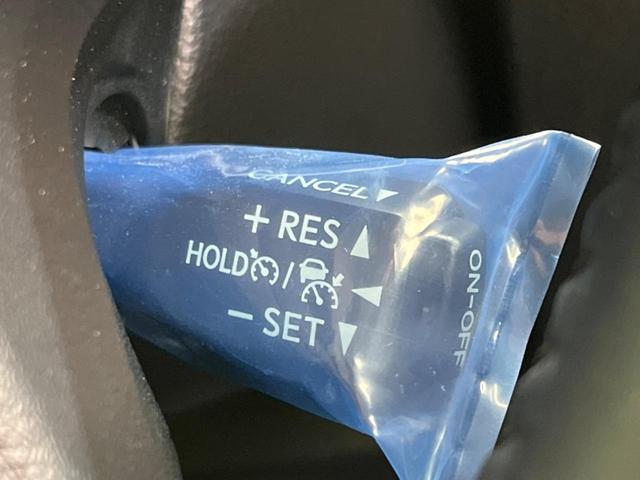 CANCEL▼
+ RES ▲
HOLD / ◀
− SET ▼
ON–OFF